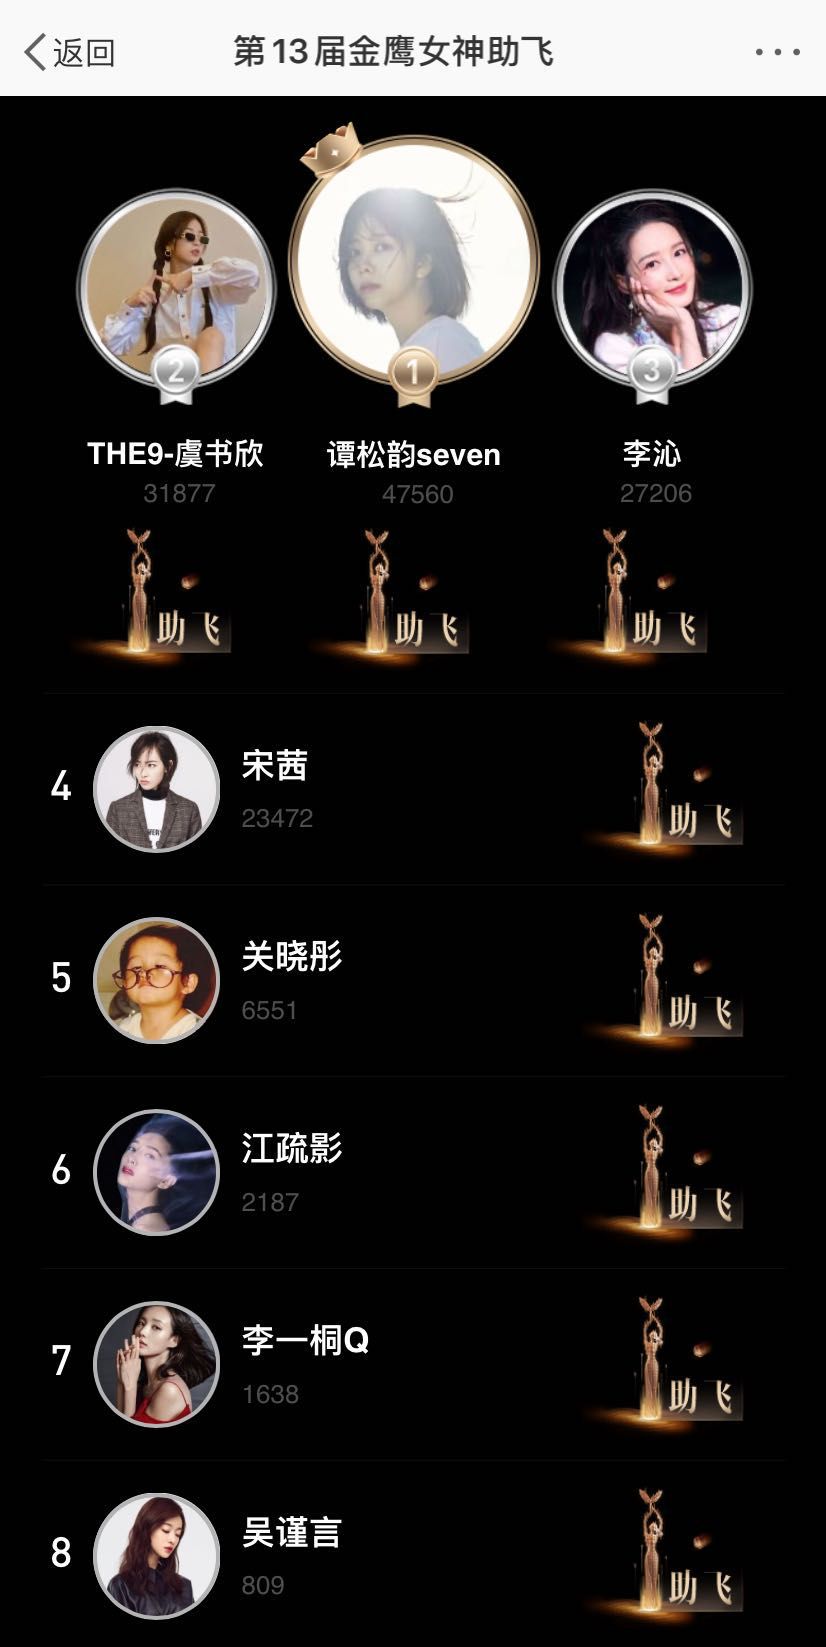 返回
第13届金鹰女神助飞
2
1
3
THE9-虞书欣
谭松韵seven
李沁
31877
47560
27206
助飞
助飞
助飞
4
宋茜
23472
助飞
5
关晓彤
6551
助飞
6
江疏影
2187
助飞
7
李一桐Q
1638
助飞
8
吴谨言
809
助飞